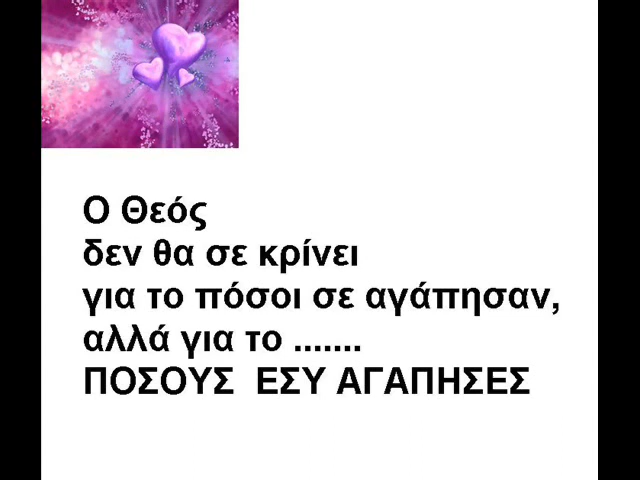 Ο Θεός
δεν θα σε κρίνει
για το πόσοι σε αγάπησαν,
αλλά για το .......
ΠΟΣΟΥΣ  ΕΣΥ ΑΓΑΠΗΣΕΣ